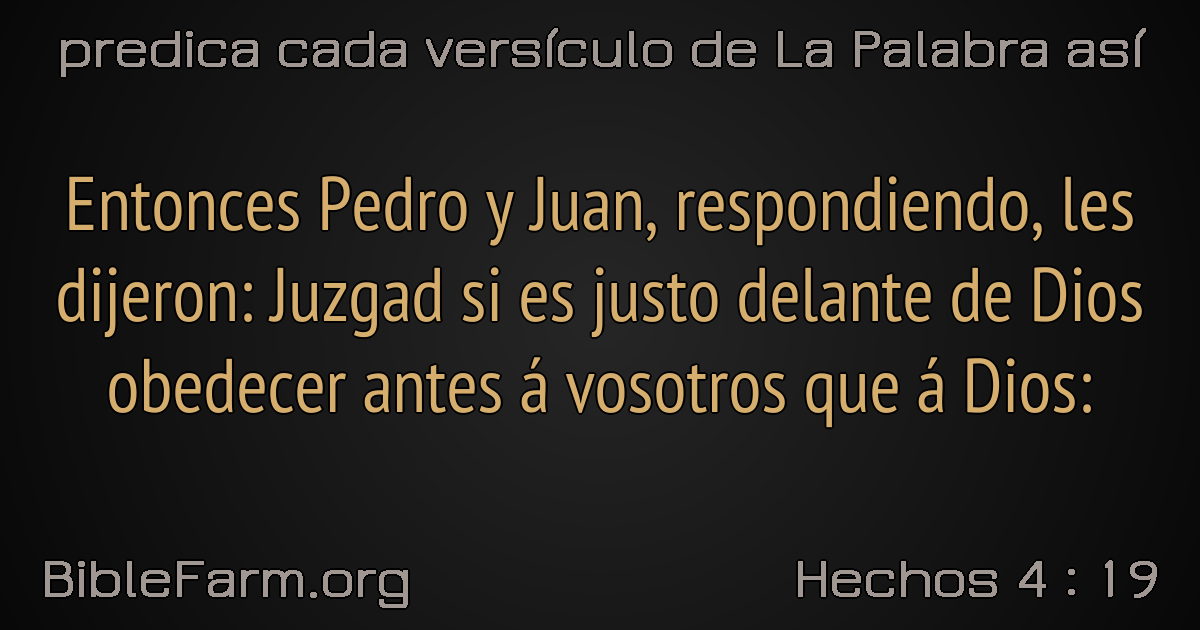 predica cada versículo de La Palabra así
Entonces Pedro y Juan, respondiendo, les
dijeron: Juzgad si es justo delante de Dios
obedecer antes á vosotros que á Dios:
BibleFarm.org
Hechos 4 : 19